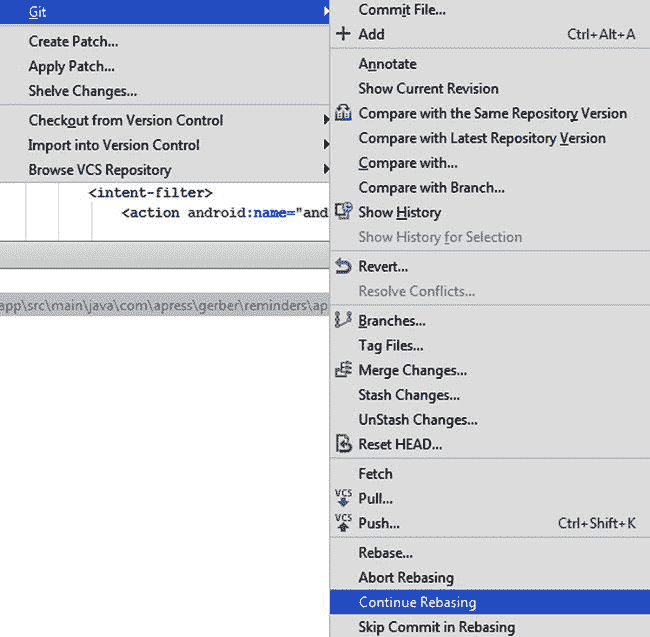 Git
Create Patch...
Apply Patch...
Shelve Changes...
Checkout from Version Control
Import into Version Control
Browse VCS Repository
<intent-filter>
<action android:name="and
app\src\main\java\com\apress\gerber\reminders\ap
Commit File...
Add Ctrl+Alt+A
Annotate
Show Current Revision
Compare with the Same Repository Version
Compare with Latest Repository Version
Compare with...
Compare with Branch...
Show History
Show History for Selection
Revert...
Resolve Conflicts...
Branches...
Tag Files...
Merge Changes...
Stash Changes...
UnStash Changes...
Reset HEAD...
Fetch
VCS Pull...
VCS Push... Ctrl+Shift+K
Rebase...
Abort Rebasing
Continue Rebasing
Skip Commit in Rebasing